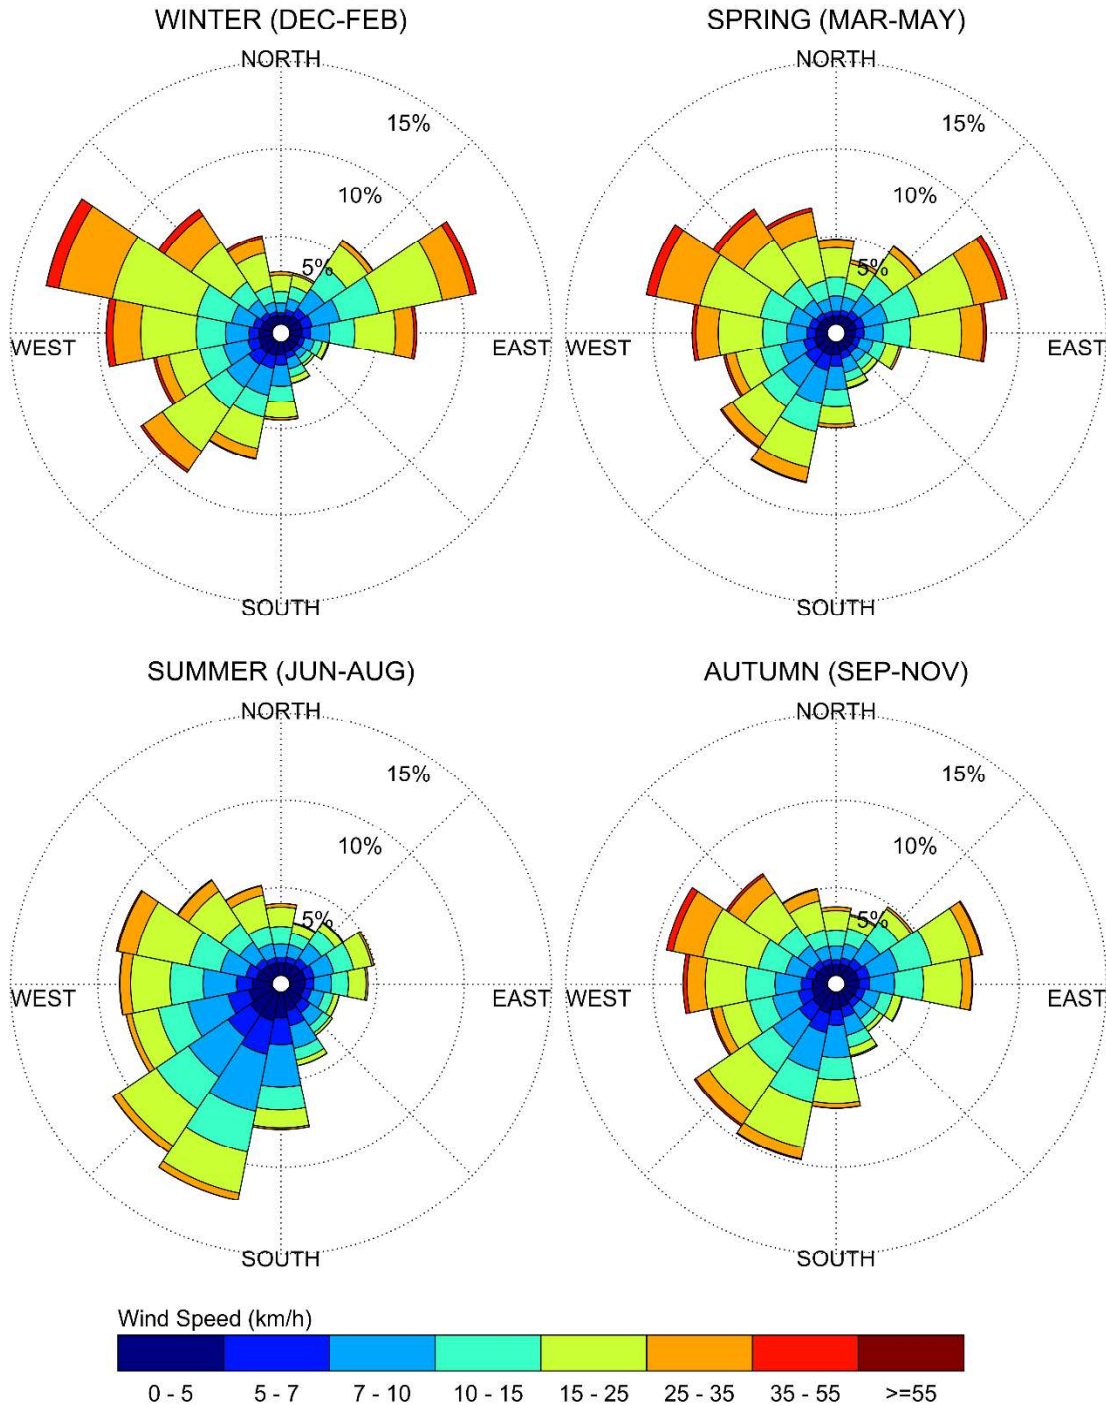 WINTER (DEC-FEB)
NORTH
15%
10%
5%
WEST
EAST
SOUTH
SPRING (MAR-MAY)
NORTH
15%
10%
5%
WEST
EAST
SOUTH
SUMMER (JUN-AUG)
NORTH
15%
10%
5%
WEST
EAST
SOUTH
AUTUMN (SEP-NOV)
NORTH
15%
10%
5%
WEST
EAST
SOUTH
Wind Speed (km/h)
0 - 5 5 - 7 7 - 10 10 - 15 15 - 25 25 - 35 35 - 55 >=55